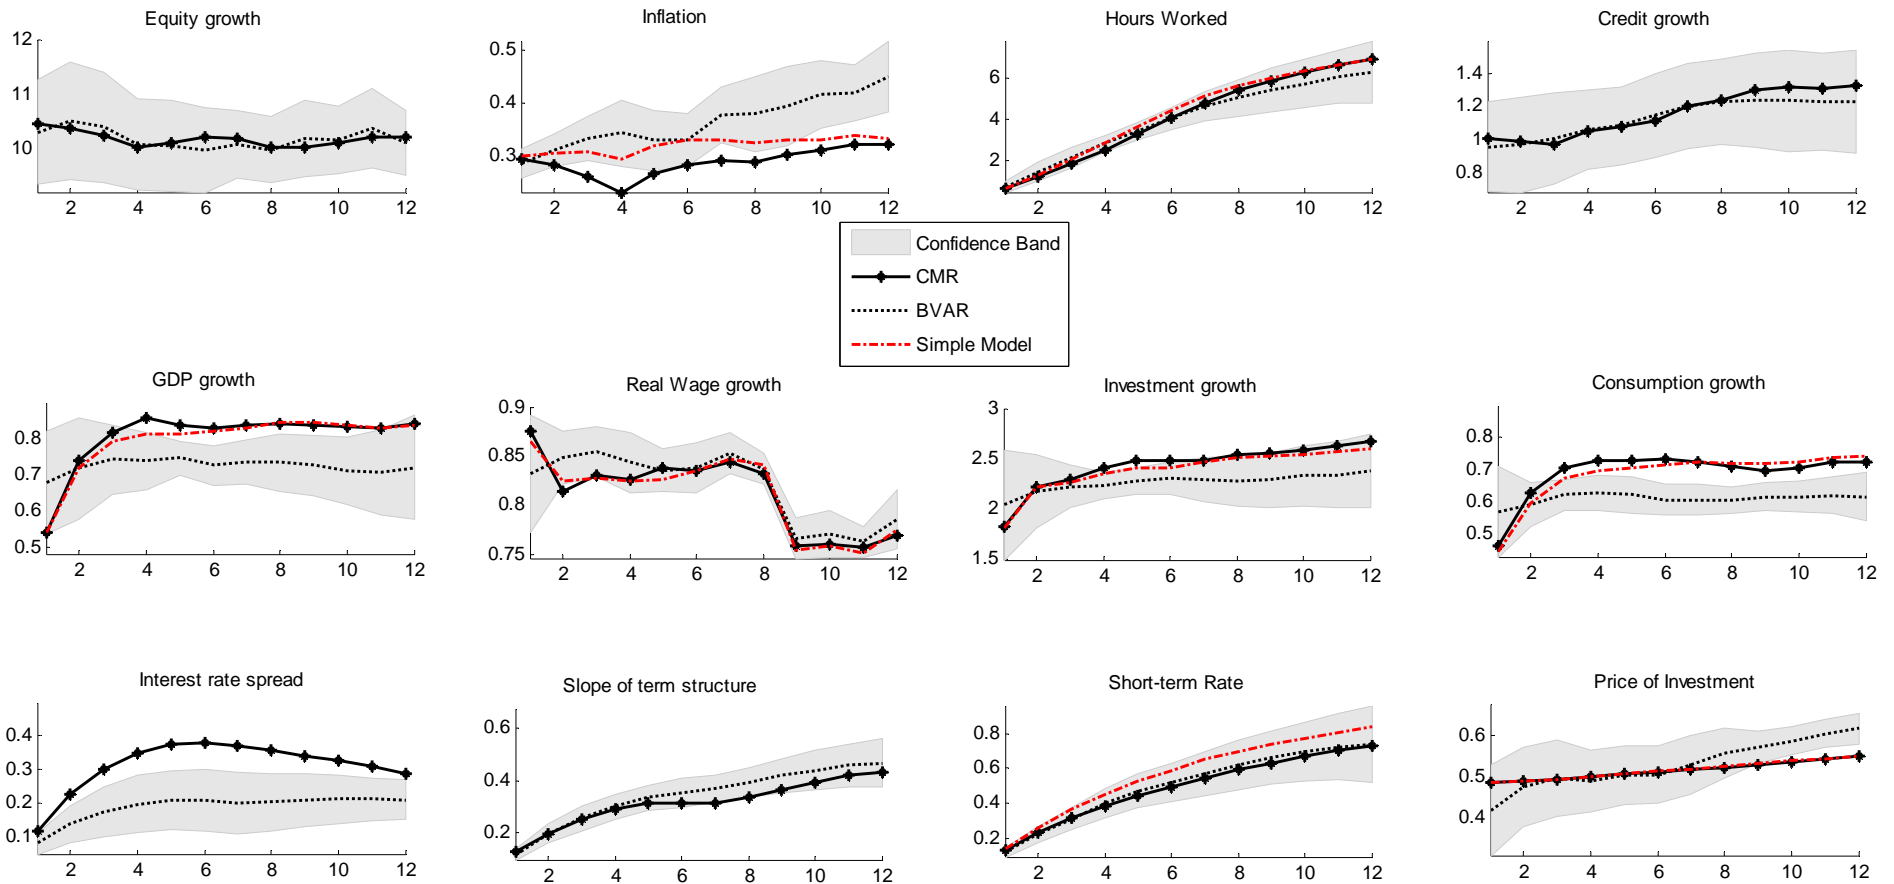 Equity growth
12
11
10
2 4 6 8 10 12
Inflation
0.5
0.4
0.3
2 4 6 8 10 12
Hours Worked
6
4
2
2 4 6 8 10 12
Credit growth
1.4
1.2
1
0.8
2 4 6 8 10 12
Confidence Band
CMR
BVAR
Simple Model
GDP growth
0.8
0.7
0.6
0.5
2 4 6 8 10 12
Real Wage growth
0.9
0.85
0.8
0.75
2 4 6 8 10 12
Investment growth
3
2.5
2
1.5
2 4 6 8 10 12
Consumption growth
0.8
0.7
0.6
0.5
2 4 6 8 10 12
Interest rate spread
0.4
0.3
0.2
0.1
2 4 6 8 10 12
Slope of term structure
0.6
0.4
0.2
2 4 6 8 10 12
Short-term Rate
0.8
0.6
0.4
0.2
2 4 6 8 10 12
Price of Investment
0.6
0.5
0.4
2 4 6 8 10 12